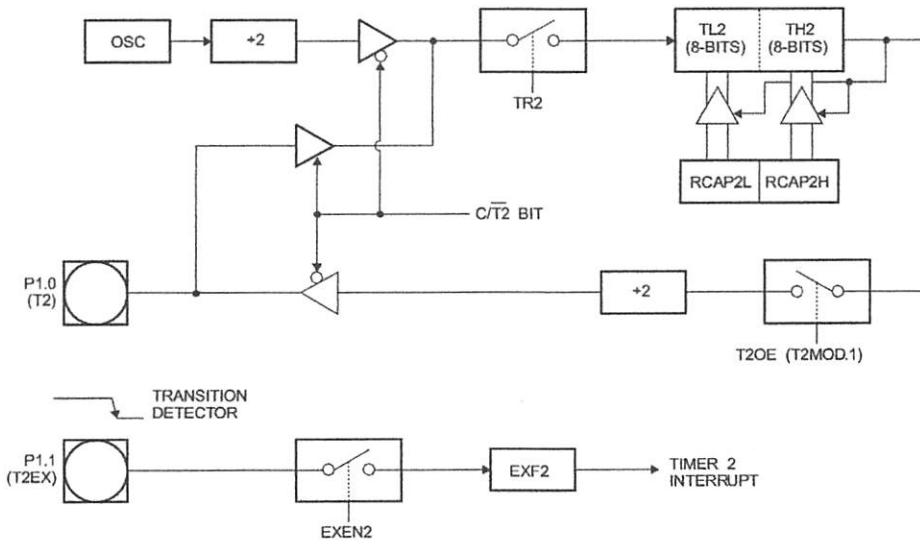 OSC
÷2
TL2
(8-BITS)
TH2
(8-BITS)
TR2
RCAP2L
RCAP2H
C/T2 BIT
P1.0
(T2)
÷2
T2OE (T2MOD.1)
TRANSITION
DETECTOR
P1.1
(T2EX)
EXF2
TIMER 2
INTERRUPT
EXEN2